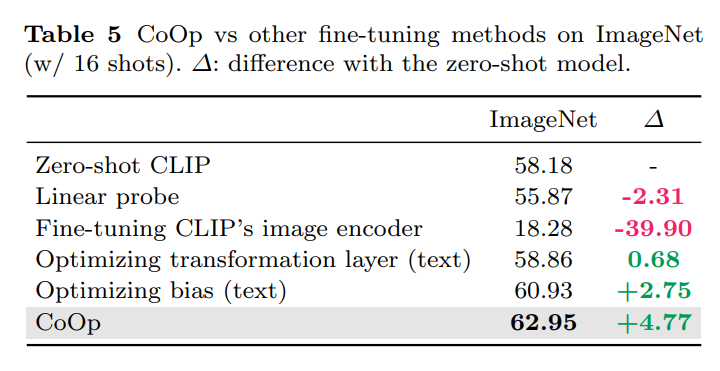 Table 5 CoOp vs other fine-tuning methods on ImageNet
(w/ 16 shots). Δ: difference with the zero-shot model.
ImageNet Δ
Zero-shot CLIP 58.18 -
Linear probe 55.87 -2.31
Fine-tuning CLIP's image encoder 18.28 -39.90
Optimizing transformation layer (text) 58.86 0.68
Optimizing bias (text) 60.93 +2.75
CoOp 62.95 +4.77